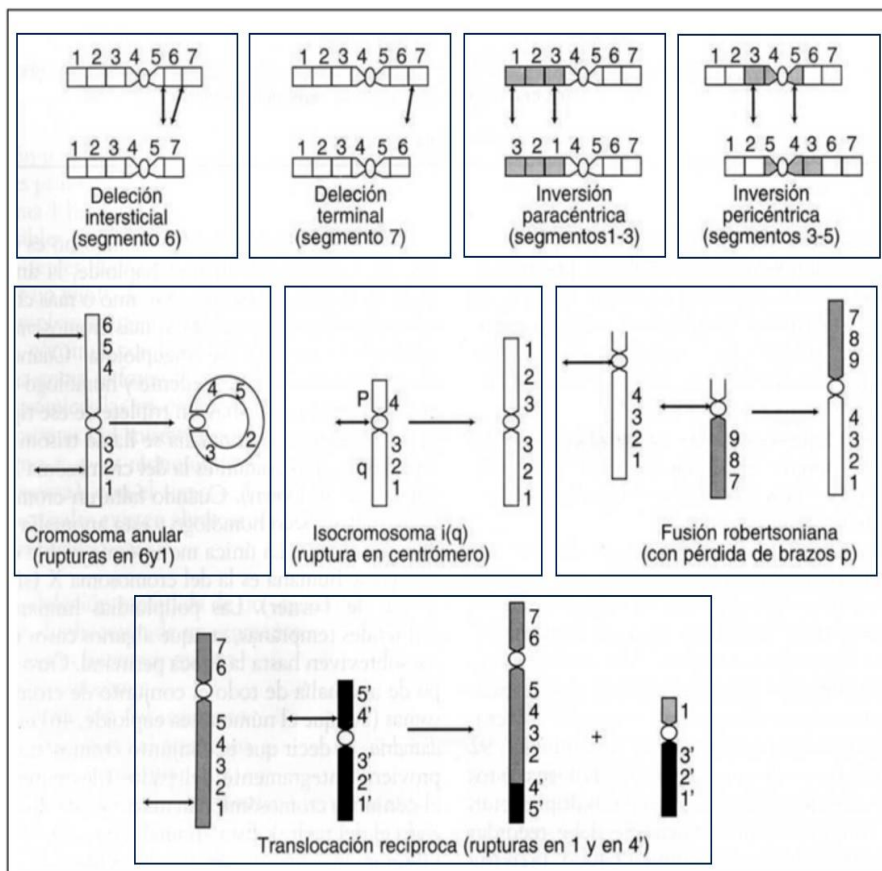 1 2 3 4 5 6 7
1 2 3 4 5 7
Deleción
intersticial
(segmento 6)
1 2 3 4 5 6 7
1 2 3 4 5 6
Deleción
terminal
(segmento 7)
1 2 3 4 5 6 7
3 2 1 4 5 6 7
Inversión
paracéntrica
(segmentos1-3)
1 2 3 4 5 6 7
1 2 5 4 3 6 7
Inversión
pericéntrica
(segmentos 3-5)
6
5
4
3
2
1
4 5
3 2
Cromosoma anular
(rupturas en 6y1)
P 4
3
q 2
1
1
2
3
3
2
1
Isocromosoma i(q)
(rupturas en centrómero)
4
3
2
1
9
8
7
7
8
9
4
3
2
1
Fusión robertsoniana
(con pérdida de brazos p)
7
6
5
4
3
2
1
5'
4'
3'
2'
1'
7
6
5
4
3
2
4'
5'
+
1
3'
2'
1'
Translocación recíproca (rupturas en 1 y en 4')